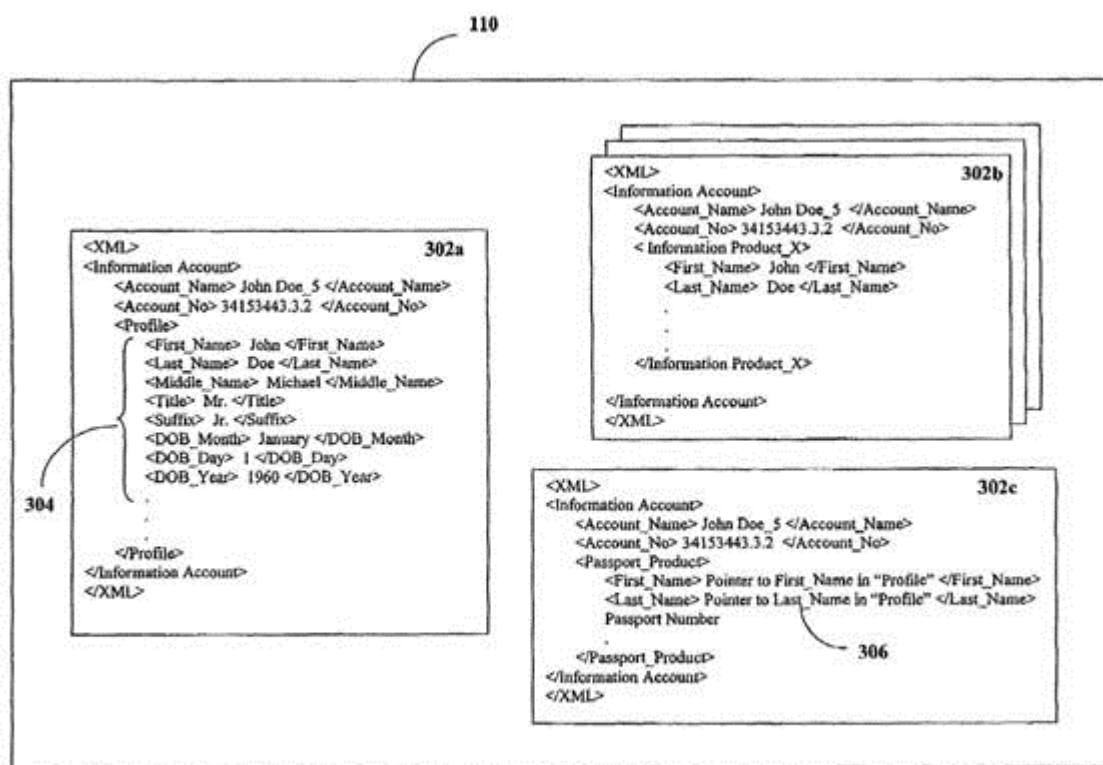 110
<XML> 302a
<Information Account>
<Account_Name> John Doe_5 </Account_Name>
<Account_No> 34153443.3.2 </Account_No>
<Profile>
<First_Name> John </First_Name>
<Last_Name> Doe </Last_Name>
<Middle_Name> Michael </Middle_Name>
<Title> Mr. </Title>
<Suffix> Jr. </Suffix>
<DOB_Month> January </DOB_Month>
<DOB_Day> 1 </DOB_Day>
<DOB_Year> 1960 </DOB_Year>
304
.
.
.
</Profile>
</Information Account>
</XML>
<XML> 302b
<Information Account>
<Account_Name> John Doe_5 </Account_Name>
<Account_No> 34153443.3.2 </Account_No>
< Information Product_X>
<First_Name> John </First_Name>
<Last_Name> Doe </Last_Name>
.
.
.
</Information Product_X>
</Information Account>
</XML>
<XML> 302c
<Information Account>
<Account_Name> John Doe_5 </Account_Name>
<Account_No> 34153443.3.2 </Account_No>
<Passport_Product>
<First_Name> Pointer to First_Name in "Profile" </First_Name>
<Last_Name> Pointer to Last_Name in "Profile" </Last_Name>
Passport Number
.
306
</Passport_Product>
</Information Account>
</XML>